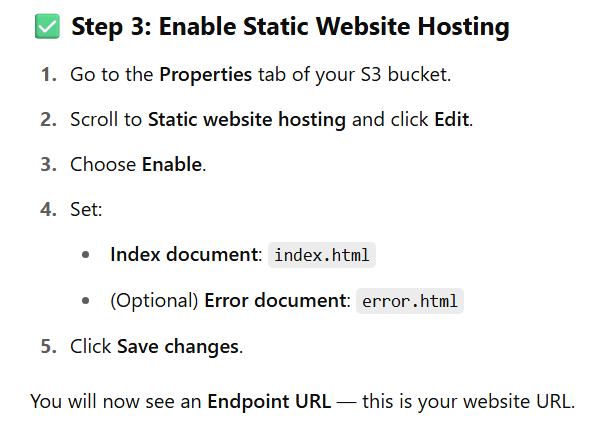 ✅ Step 3: Enable Static Website Hosting
1. Go to the Properties tab of your S3 bucket.
2. Scroll to Static website hosting and click Edit.
3. Choose Enable.
4. Set:
• Index document: index.html
• (Optional) Error document: error.html
5. Click Save changes.
You will now see an Endpoint URL — this is your website URL.